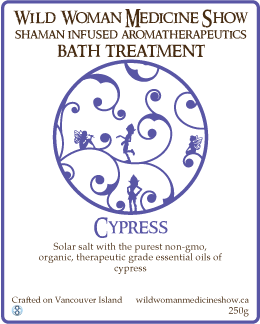 Wild Woman Medicine Show
Shaman Infused Aromatherapeutics
Bath Treatment
Cypress
Solar salt with the purest non-gmo,
organic, therapeutic grade essential oils of
cypress
Crafted on Vancouver Island wildwomanmedicineshow.ca
250g